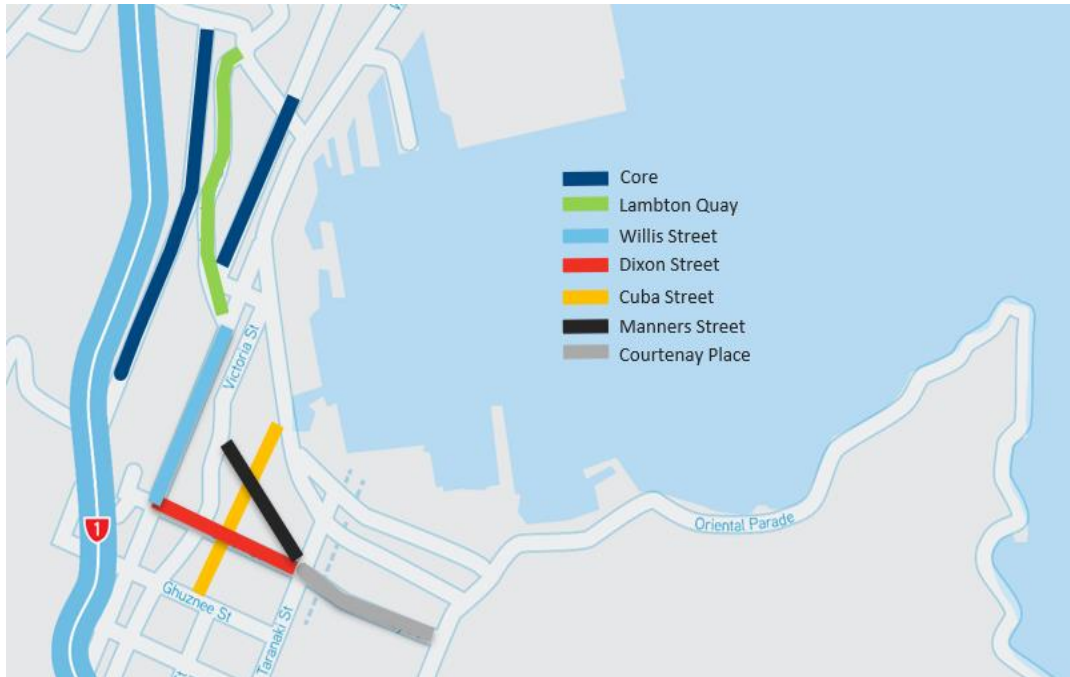 Core
Lambton Quay
Willis Street
Dixon Street
Cuba Street
Manners Street
Courtenay Place
Victoria St
1
Oriental Parade
Ghuznee St
Taranaki St